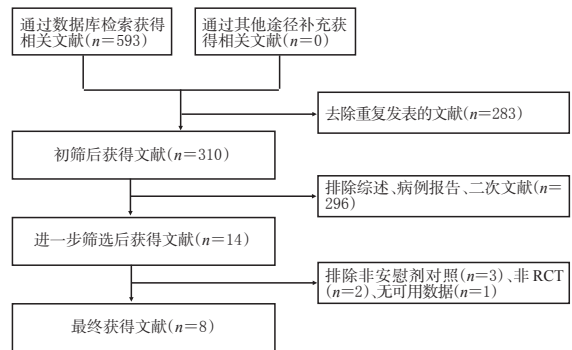 通过数据库检索获得
相关文献(n=593)
通过其他途径补充获
得相关文献(n=0)
去除重复发表的文献(n=283)
初筛后获得文献(n=310)
排除综述、病例报告、二次文献(n=
296)
进一步筛选后获得文献(n=14)
排除非安慰剂对照(n=3)、非 RCT
(n=2)、无可用数据(n=1)
最终获得文献(n=8)